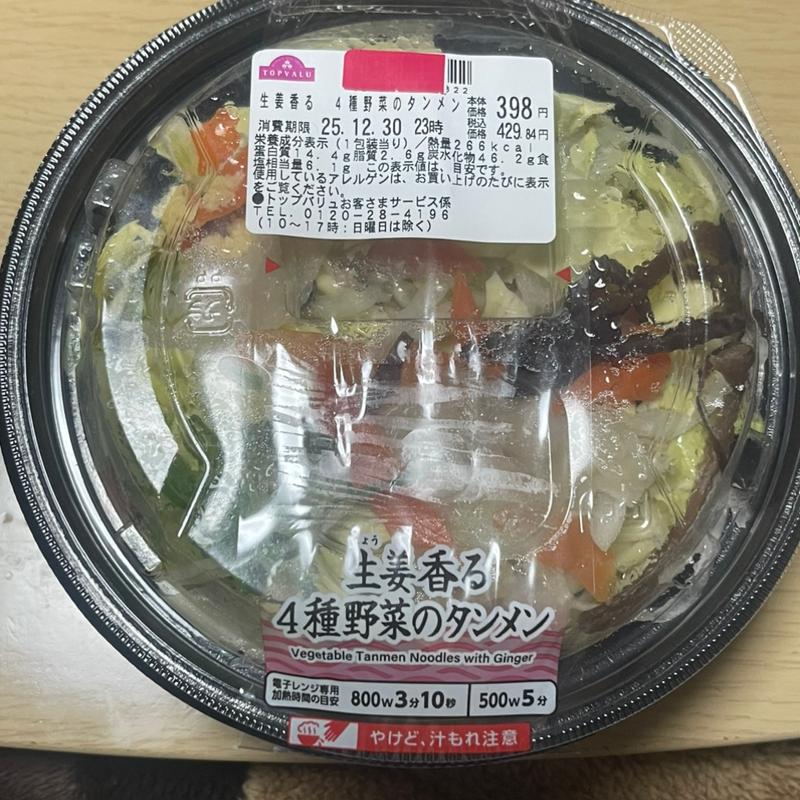 TOPVALU
822
生姜香る 4種野菜のタンメン
本体価格 398円
消費期限 25.12.30 23時
税込価格 429.84円
栄養成分表示(1包装当り)/熱量266kcal
蛋白質14.4g脂質2.6g炭水化物46.2g食
塩相当量6.1g この表示値は、目安です。
使用しているアレルゲンは、お買い上げのたびに表示
をご覧ください。
●トップバリュお客さまサービス係
TEL.0120-28-4196
(10〜17時:日曜日は除く)
プラ
しょう
生姜香る
4種野菜のタンメン
Vegetable Tanmen Noodles with Ginger
電子レンジ専用
加熱時間の目安
800w3分10秒
500w5分
やけど、汁もれ注意